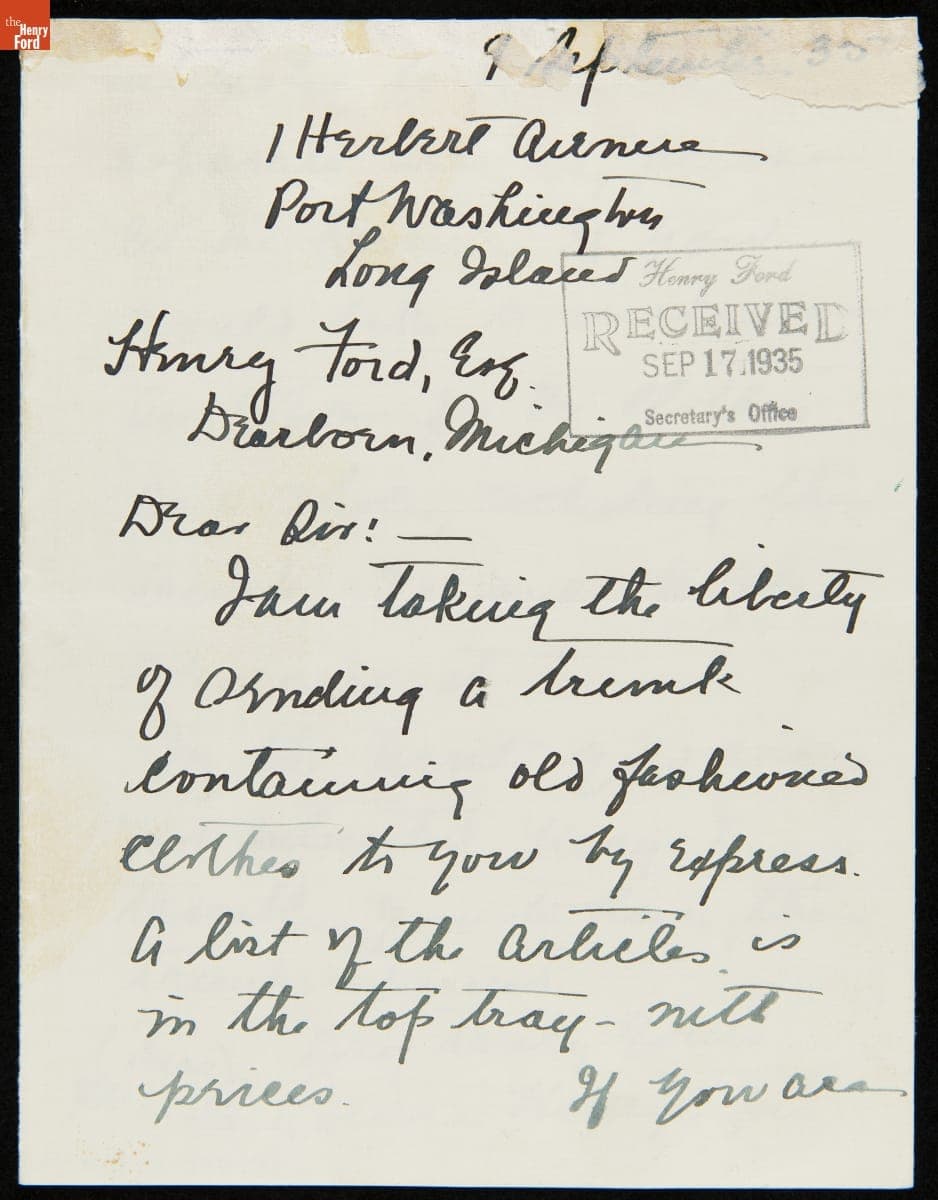 the
Henry
Ford
9 September 35
1 Herbert Avenue
Port Washington
Long Island
Henry Ford
RECEIVED
SEP 17 1935
Secretary's Office
Henry Ford, Esq.
Dearborn, Michigan
Dear Sir! —
I am taking the liberty
of sending a trunk
containing old fashioned
clothes to you by express.
A list of the articles is
in the top tray - with
prices. If you are